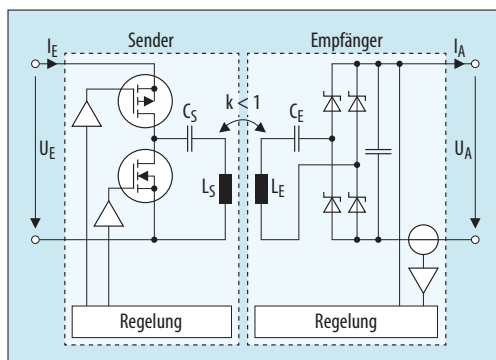 Sender
Empfänger
I_E
I_A
k < 1
C_S
C_E
U_E
L_S
L_E
U_A
Regelung
Regelung